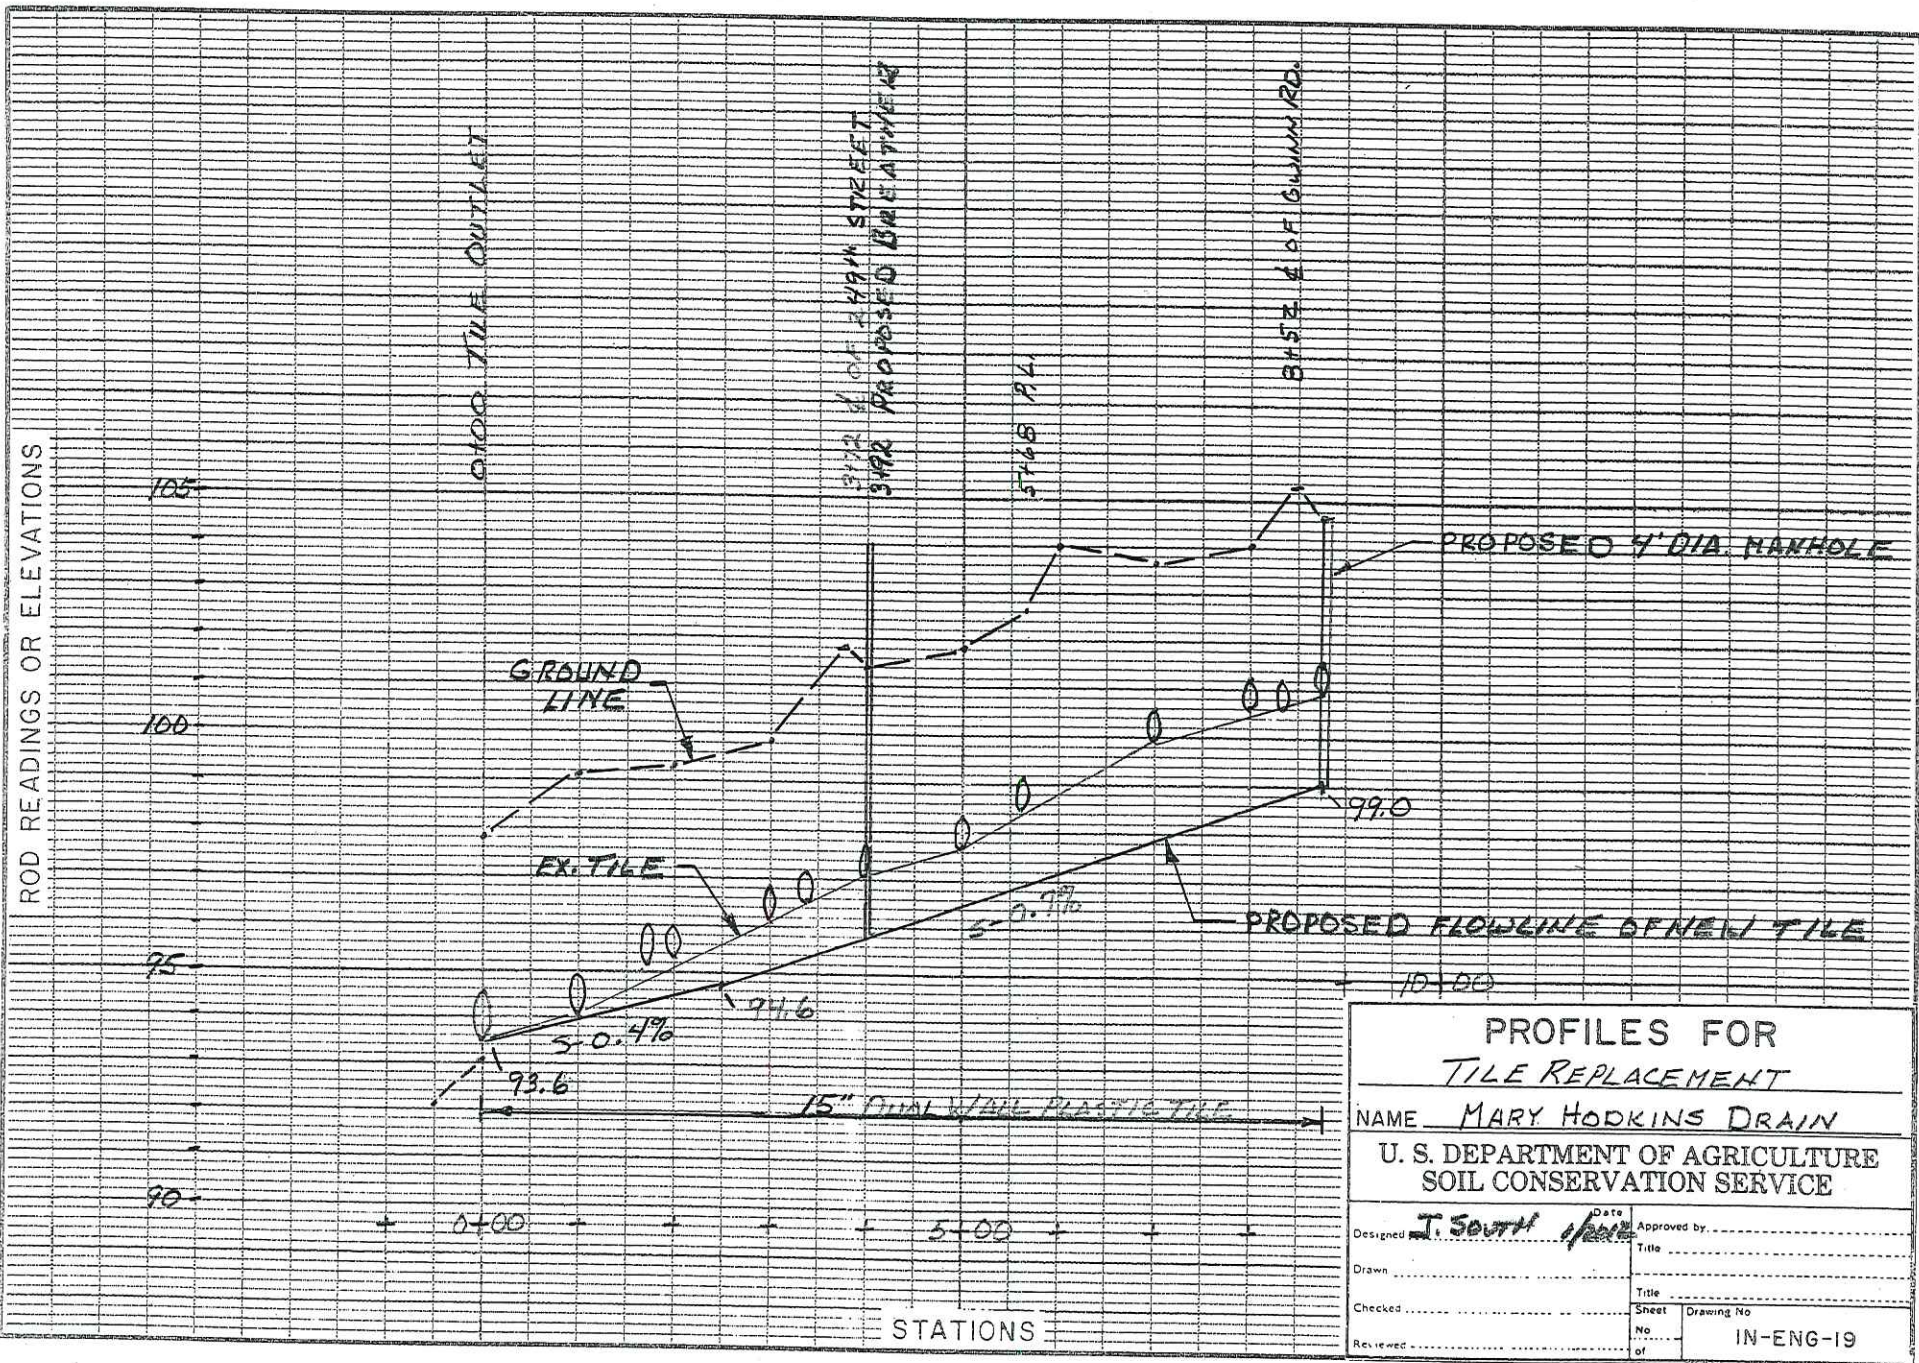 0+00 TILE OUTLET
3+72 ℄ OF 249th STREET
3+92 PROPOSED BREATHER
5+68 P.L.
8+52 ℄ OF GWINN RD.
ROD READINGS OR ELEVATIONS
105
100
95
90
PROPOSED 4' DIA. MANHOLE
GROUND
LINE
99.0
EX. TILE
S-0.7%
PROPOSED FLOWLINE OF NEW TILE
94.6
S-0.4%
93.6
15" DUAL WALL PLASTIC TILE
10+00
0+00
5+00
STATIONS
PROFILES FOR
TILE REPLACEMENT
NAME MARY HODKINS DRAIN
U. S. DEPARTMENT OF AGRICULTURE
SOIL CONSERVATION SERVICE
Date
Designed J. SOUTH 1/2012
Drawn
Checked
Reviewed
Approved by
Title
Title
Sheet
No
of
Drawing No
IN-ENG-19